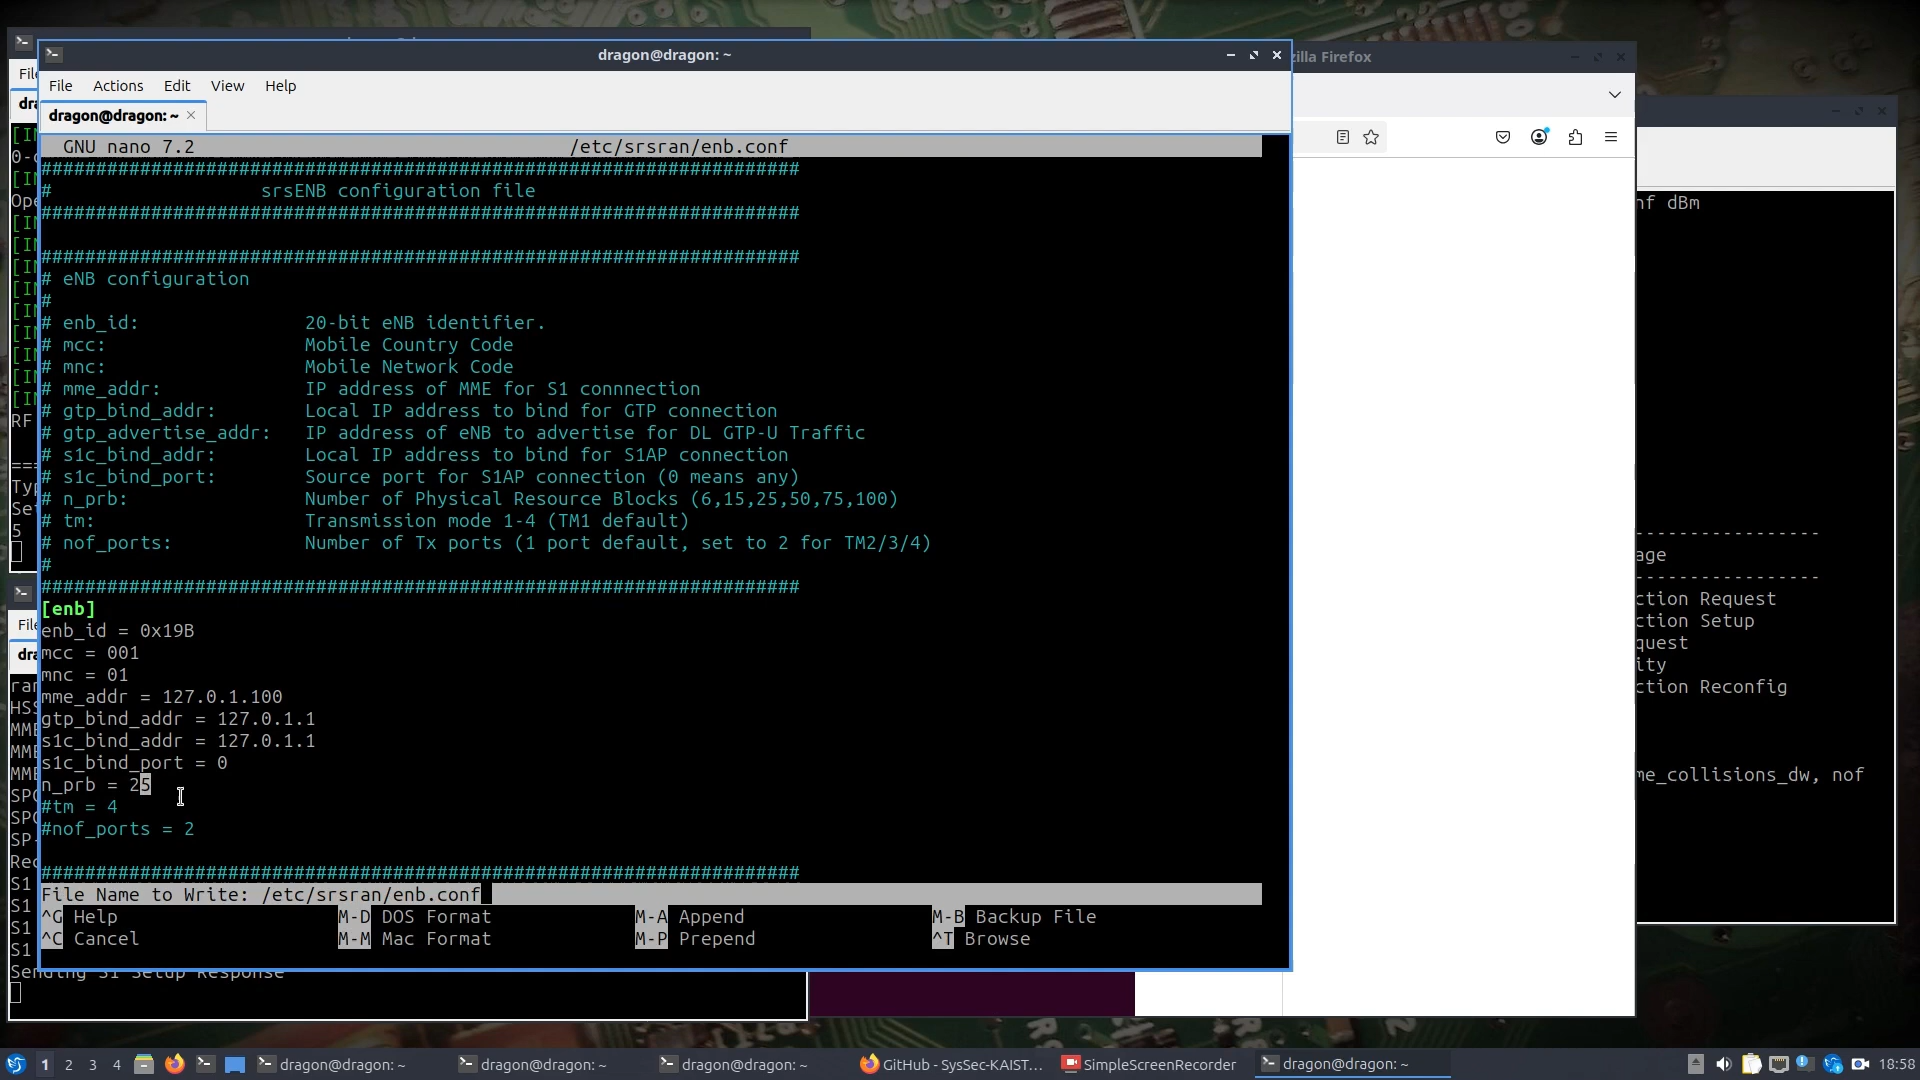 dragon@dragon: ~
File Actions Edit View Help
dragon@dragon: ~
GNU nano 7.2 /etc/srsran/enb.conf
#####################################################################
# srsENB configuration file
#####################################################################
#####################################################################
# eNB configuration
#
# enb_id: 20-bit eNB identifier.
# mcc: Mobile Country Code
# mnc: Mobile Network Code
# mme_addr: IP address of MME for S1 connnection
# gtp_bind_addr: Local IP address to bind for GTP connection
# gtp_advertise_addr: IP address of eNB to advertise for DL GTP-U Traffic
# s1c_bind_addr: Local IP address to bind for S1AP connection
# s1c_bind_port: Source port for S1AP connection (0 means any)
# n_prb: Number of Physical Resource Blocks (6,15,25,50,75,100)
# tm: Transmission mode 1-4 (TM1 default)
# nof_ports: Number of Tx ports (1 port default, set to 2 for TM2/3/4)
#
#####################################################################
[enb]
enb_id = 0x19B
mcc = 001
mnc = 01
mme_addr = 127.0.1.100
gtp_bind_addr = 127.0.1.1
s1c_bind_addr = 127.0.1.1
s1c_bind_port = 0
n_prb = 25
#tm = 4
#nof_ports = 2
#####################################################################
File Name to Write: /etc/srsran/enb.conf
^G Help M-D DOS Format M-A Append M-B Backup File
^C Cancel M-M Mac Format M-P Prepend ^T Browse
Sending S1 Setup Response
zilla Firefox
nf dBm
-----------------
age
-----------------
ction Request
ction Setup
quest
ity
ction Reconfig
me_collisions_dw, nof
RF
5
HSS
MME
MME
MME
S1
S1
S1
S1
1 2 3 4 dragon@dragon: ~ dragon@dragon: ~ dragon@dragon: ~ GitHub - SysSec-KAIST... SimpleScreenRecorder dragon@dragon: ~ 18:58